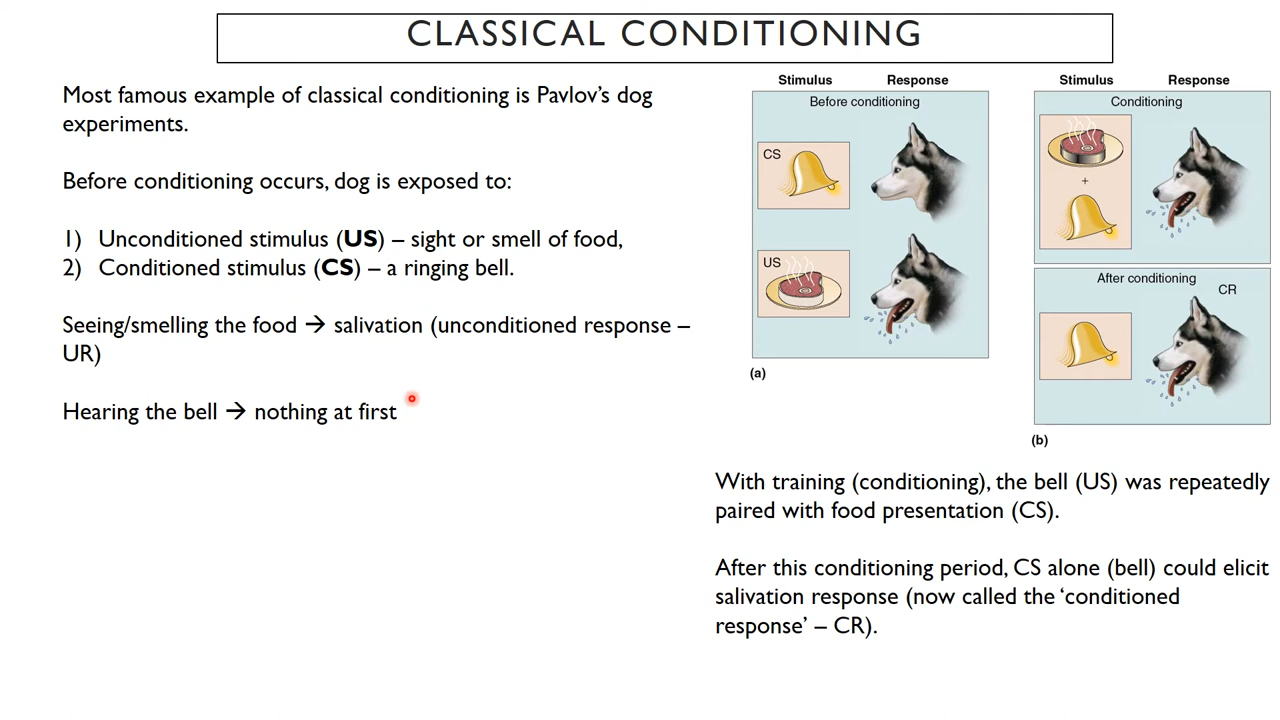 CLASSICAL CONDITIONING
Most famous example of classical conditioning is Pavlov's dog
experiments.
Before conditioning occurs, dog is exposed to:
1) Unconditioned stimulus (US) – sight or smell of food,
2) Conditioned stimulus (CS) – a ringing bell.
Seeing/smelling the food → salivation (unconditioned response –
UR)
Hearing the bell → nothing at first
Stimulus Response
Before conditioning
CS
US
(a)
Stimulus Response
Conditioning
+
After conditioning
CR
(b)
With training (conditioning), the bell (US) was repeatedly
paired with food presentation (CS).
After this conditioning period, CS alone (bell) could elicit
salivation response (now called the 'conditioned
response' – CR).